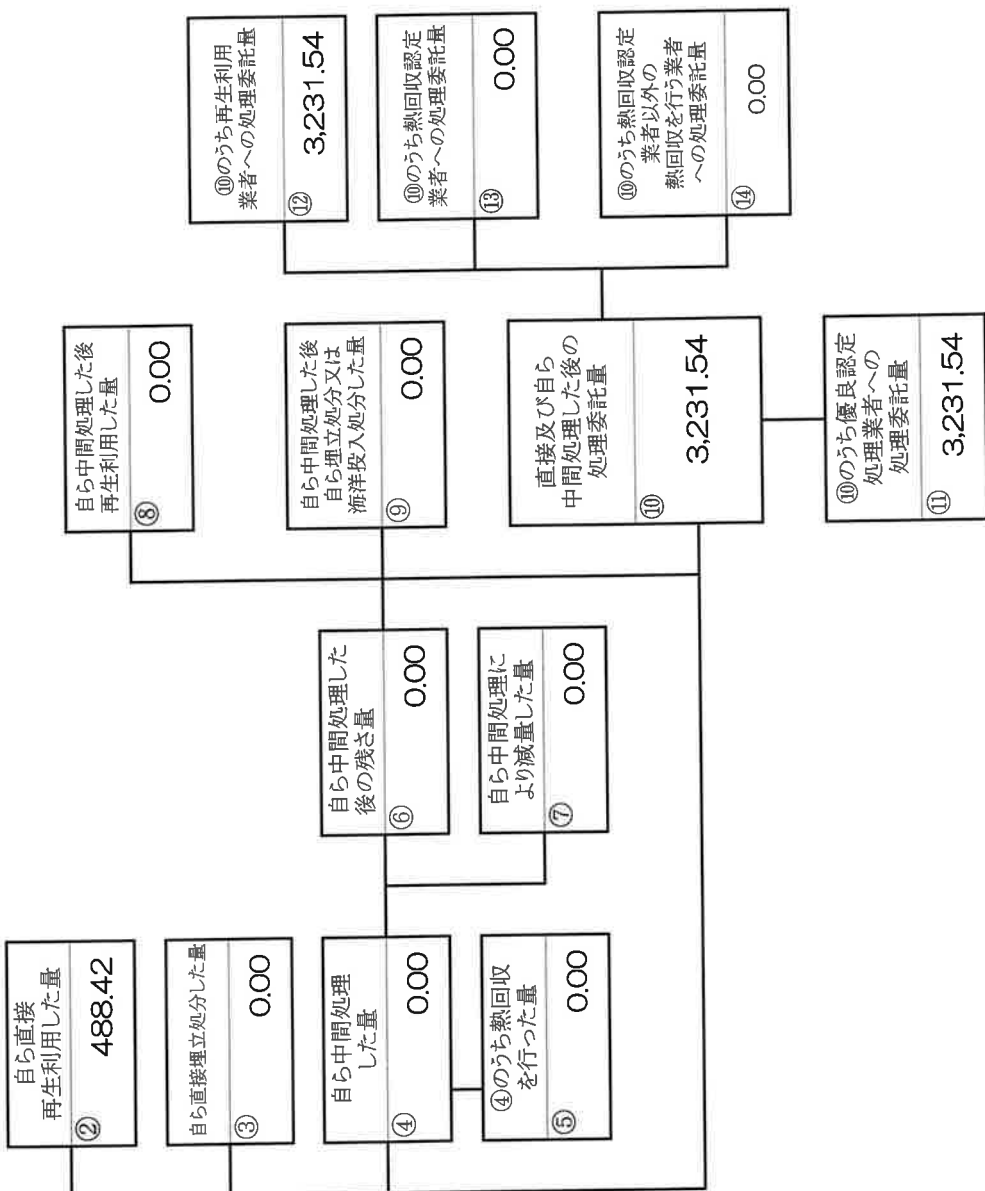 自ら直接
再生利用した量
②
488.42
自ら直接埋立処分した量
③
0.00
自ら中間処理
した量
④
0.00
④のうち熱回収
を行った量
⑤
0.00
自ら中間処理した
後の残さ量
⑥
0.00
自ら中間処理に
より減量した量
⑦
0.00
自ら中間処理した後
再生利用した量
⑧
0.00
自ら中間処理した後
自ら埋立処分又は
海洋投入処分した量
⑨
0.00
直接及び自ら
中間処理した後の
処理委託量
⑩
3,231.54
⑩のうち優良認定
処理業者への
処理委託量
⑪
3,231.54
⑩のうち再生利用
業者への処理委託量
⑫
3,231.54
⑩のうち熱回収認定
業者への処理委託量
⑬
0.00
⑩のうち熱回収認定
業者以外の
熱回収を行う業者
への処理委託量
⑭
0.00